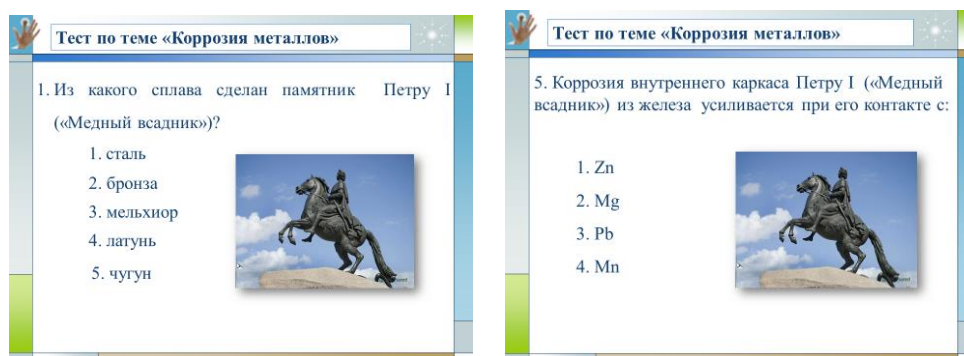 Тест по теме «Коррозия металлов»
1. Из какого сплава сделан памятник Петру I
(«Медный всадник»)?
1. сталь
2. бронза
3. мельхиор
4. латунь
5. чугун
Тест по теме «Коррозия металлов»
5. Коррозия внутреннего каркаса Петру I («Медный
всадник») из железа усиливается при его контакте с:
1. Zn
2. Mg
3. Pb
4. Mn